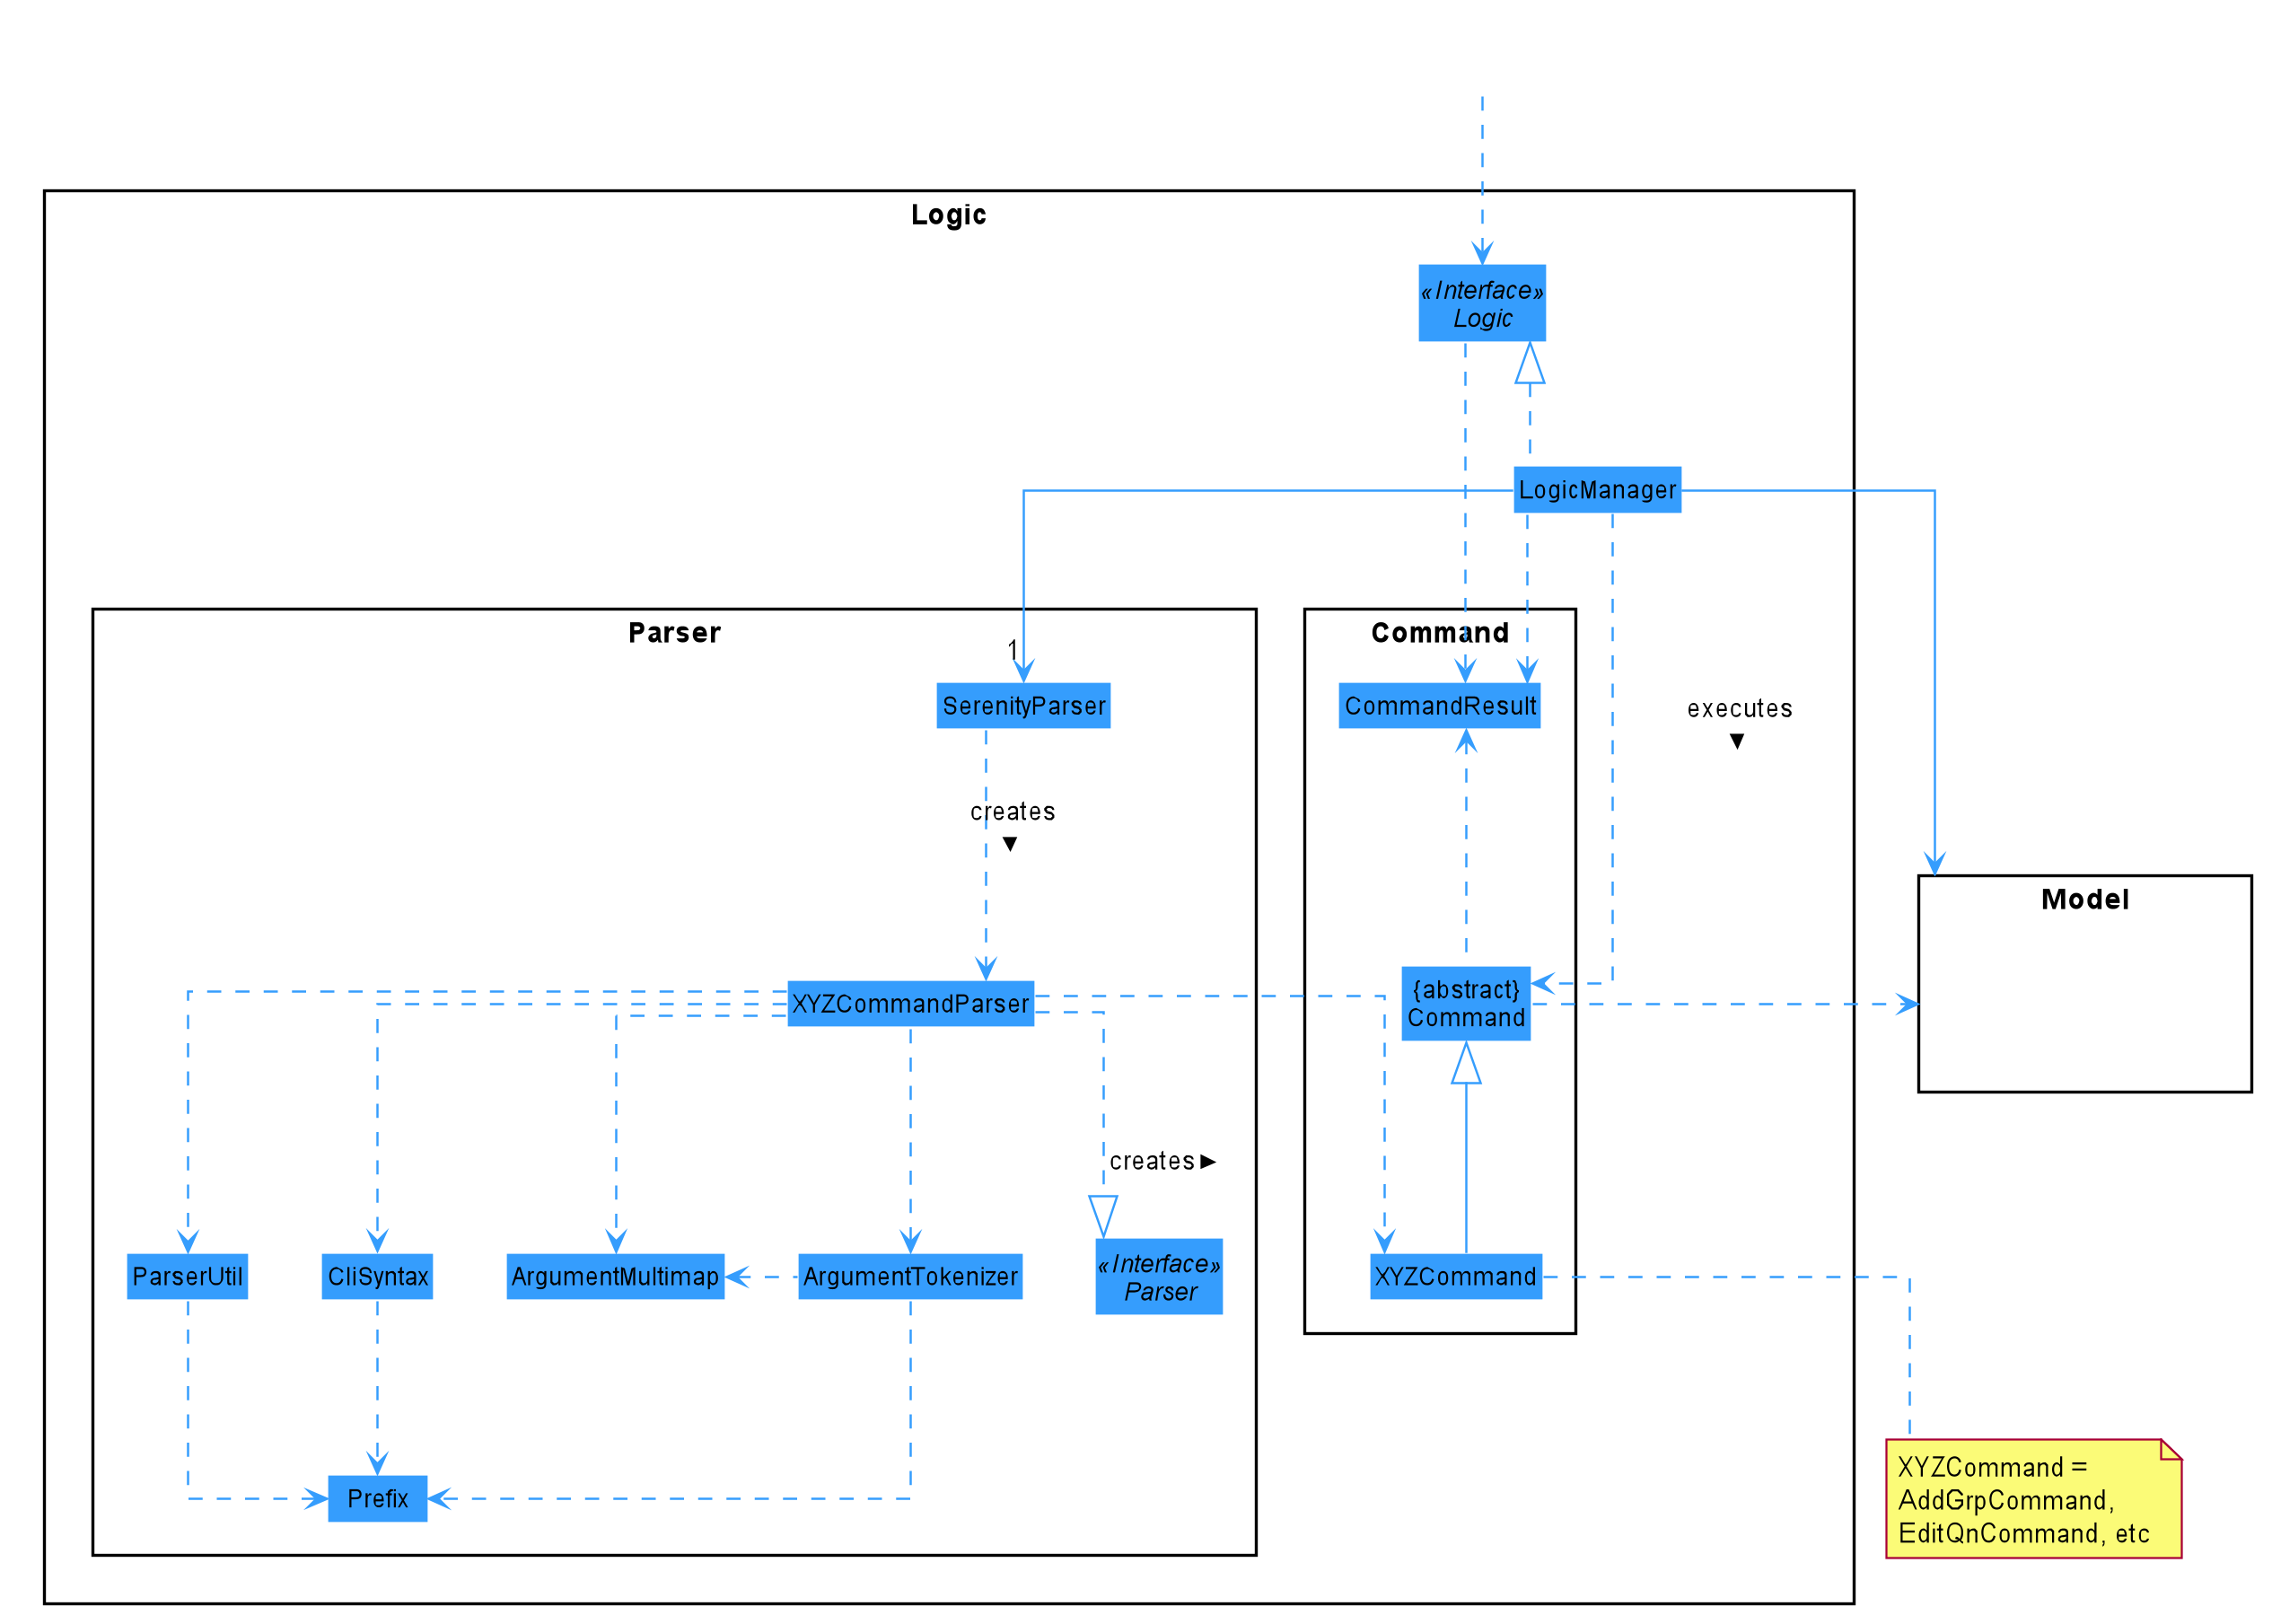 Logic
«Interface»
Logic
LogicManager
Parser
Command
1
SerenityParser
CommandResult
executes
creates
Model
XYZCommandParser
{abstract}
Command
creates
ParserUtil
CliSyntax
ArgumentMultimap
ArgumentTokenizer
«Interface»
Parser
XYZCommand
Prefix
XYZCommand =
AddGrpCommand,
EditQnCommand, etc